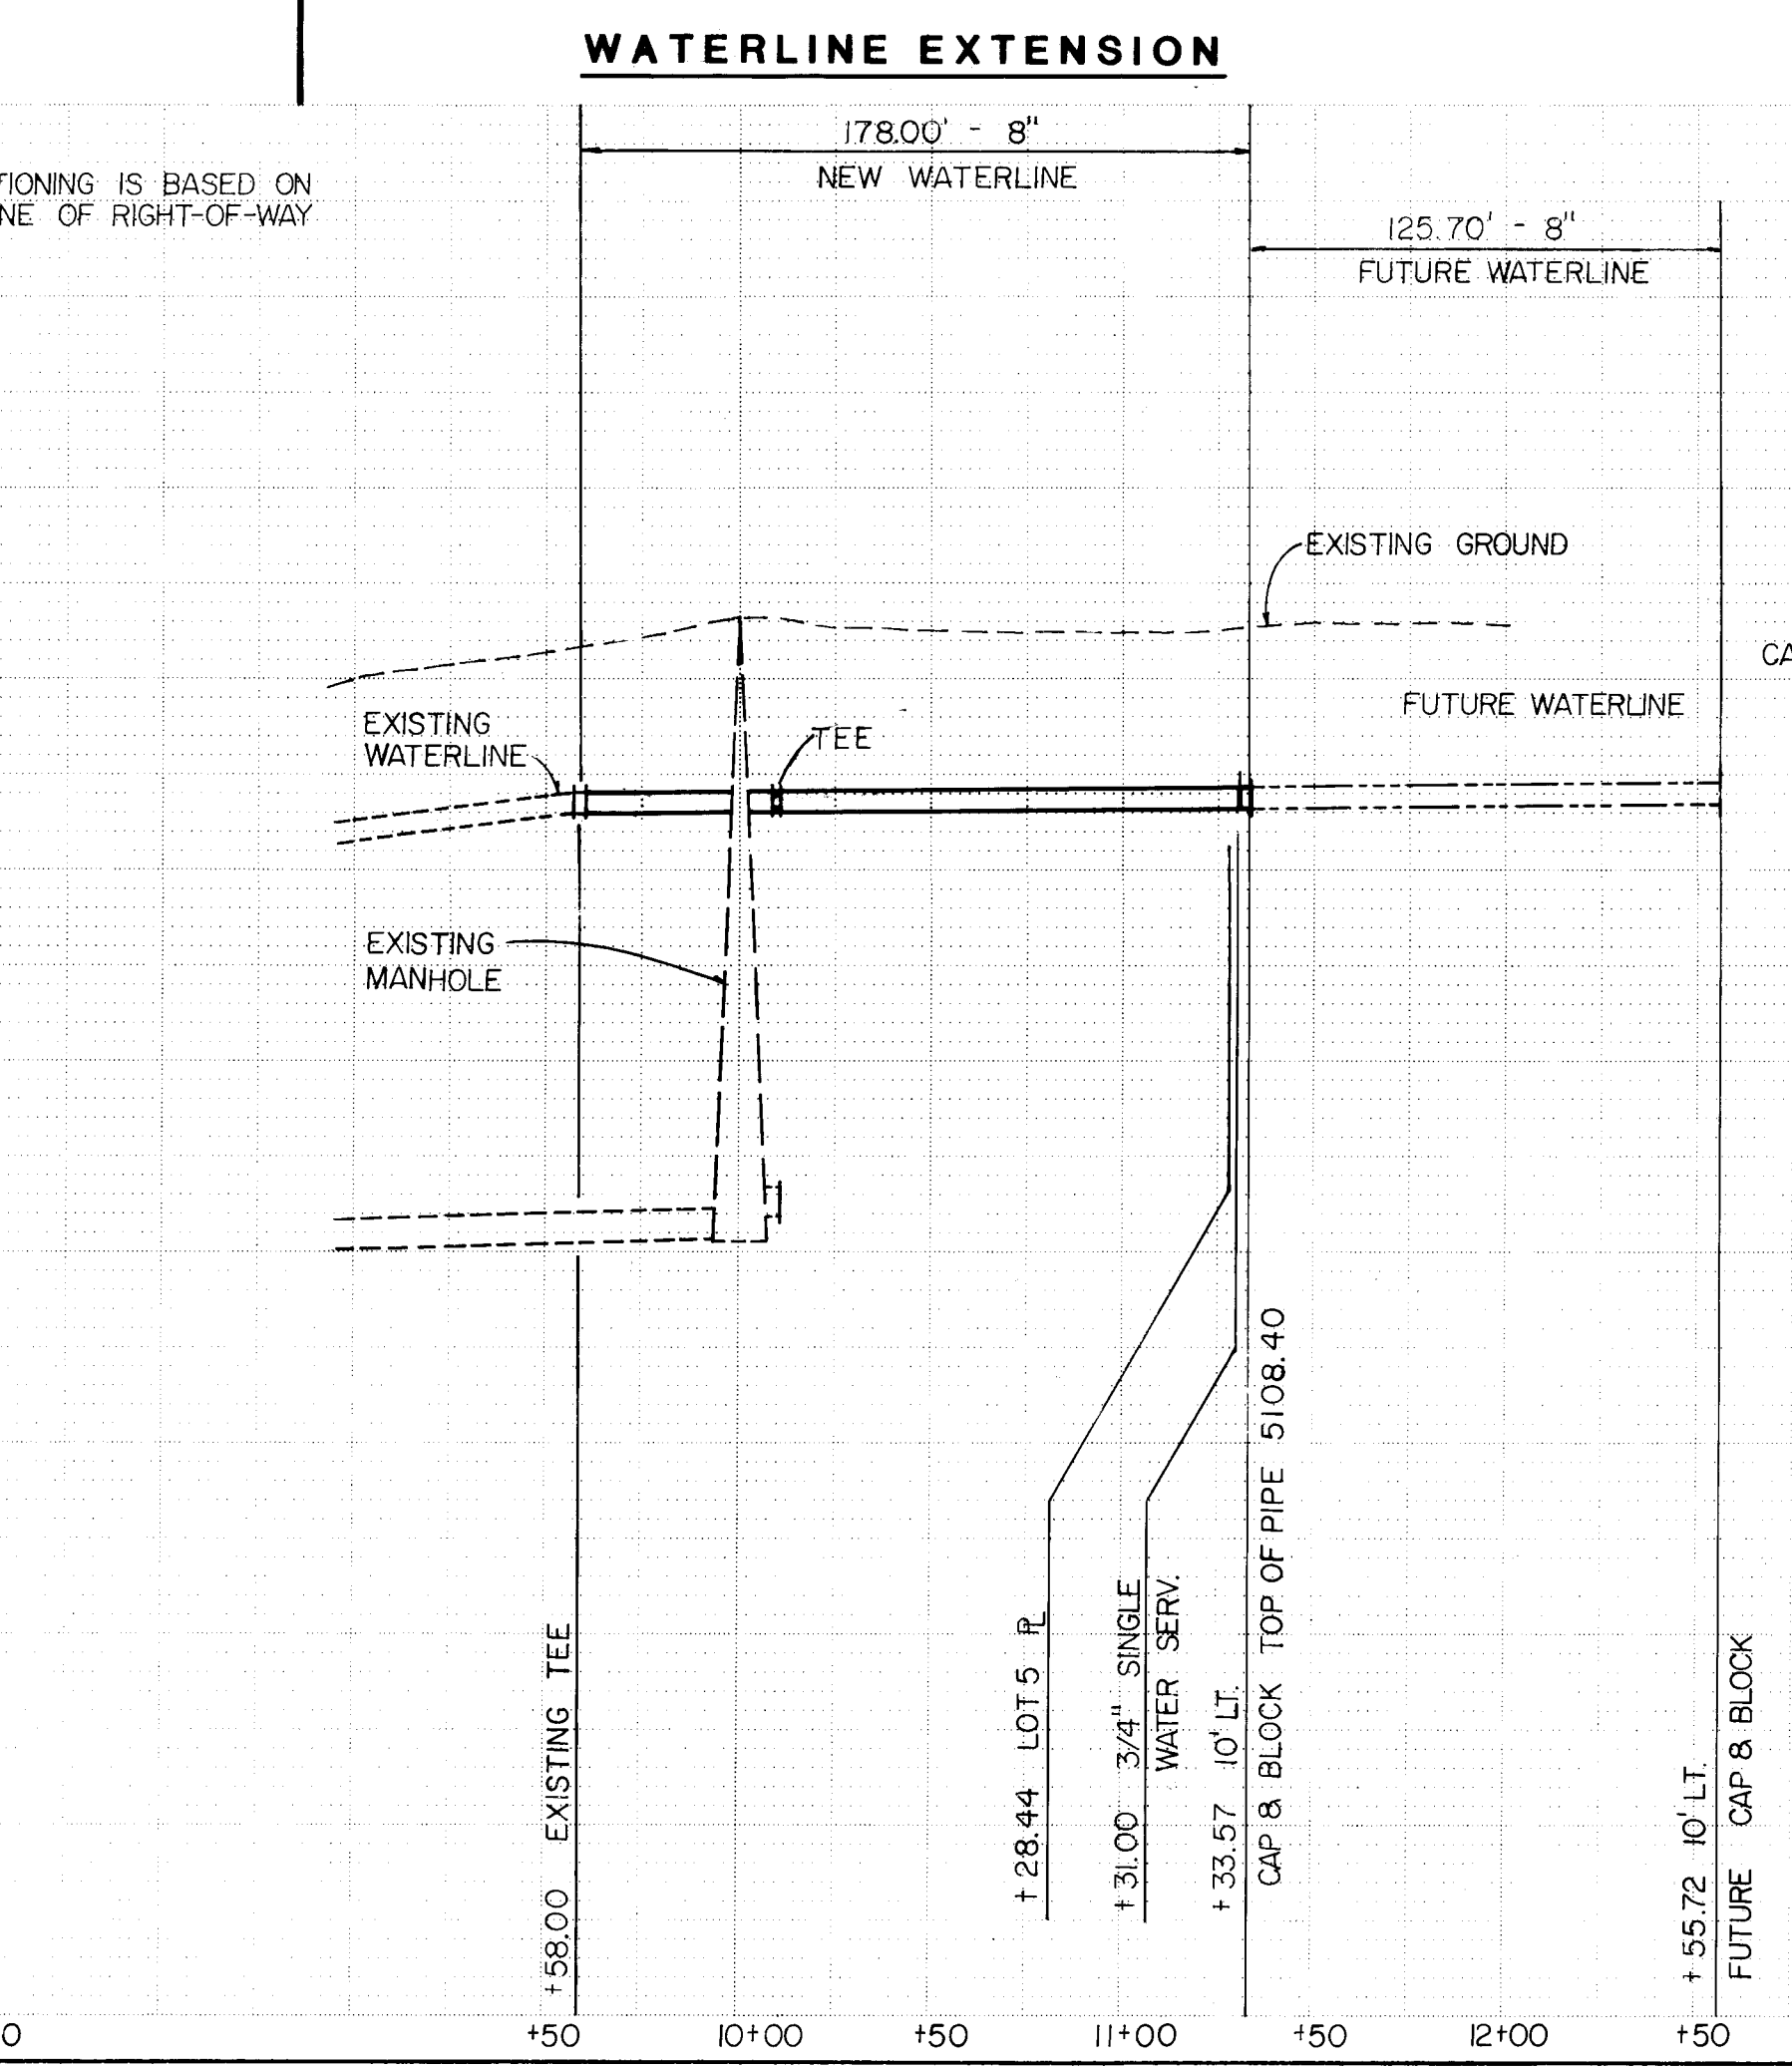 WATERLINE EXTENSION
178.00' - 8"
NEW WATERLINE
TIONING IS BASED ON
NE OF RIGHT-OF-WAY
125.70' - 8"
FUTURE WATERLINE
EXISTING GROUND
CA
FUTURE WATERLINE
EXISTING
WATERLINE
TEE
EXISTING
MANHOLE
+58.00 EXISTING TEE
+28.44 LOT 5 PL
+31.00 3/4" SINGLE
WATER SERV.
+33.57 10' LT.
CAP & BLOCK TOP OF PIPE 5108.40
+55.72 10' LT.
FUTURE CAP & BLOCK
0 +50 10+00 +50 11+00 +50 12+00 +50